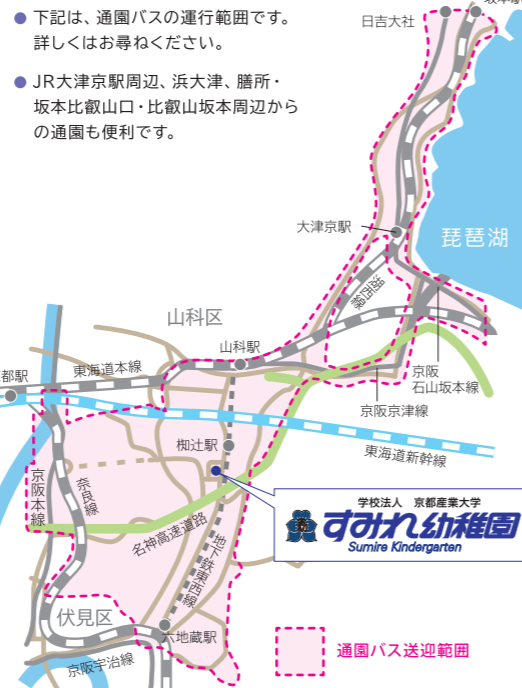 ● 下記は、通園バスの運行範囲です。
詳しくはお尋ねください。
● JR大津京駅周辺、浜大津、膳所・
坂本比叡山口・比叡山坂本周辺から
の通園も便利です。
日吉大社
大津京駅
琵琶湖
湖西線
山科区
山科駅
東海道本線
都駅
京阪
石山坂本線
京阪京津線
椥辻駅
東海道新幹線
京阪本線
奈良線
学校法人 京都産業大学
すみれ幼稚園
Sumire Kindergarten
名神高速道路
地下鉄東西線
伏見区
六地蔵駅
京阪宇治線
通園バス送迎範囲